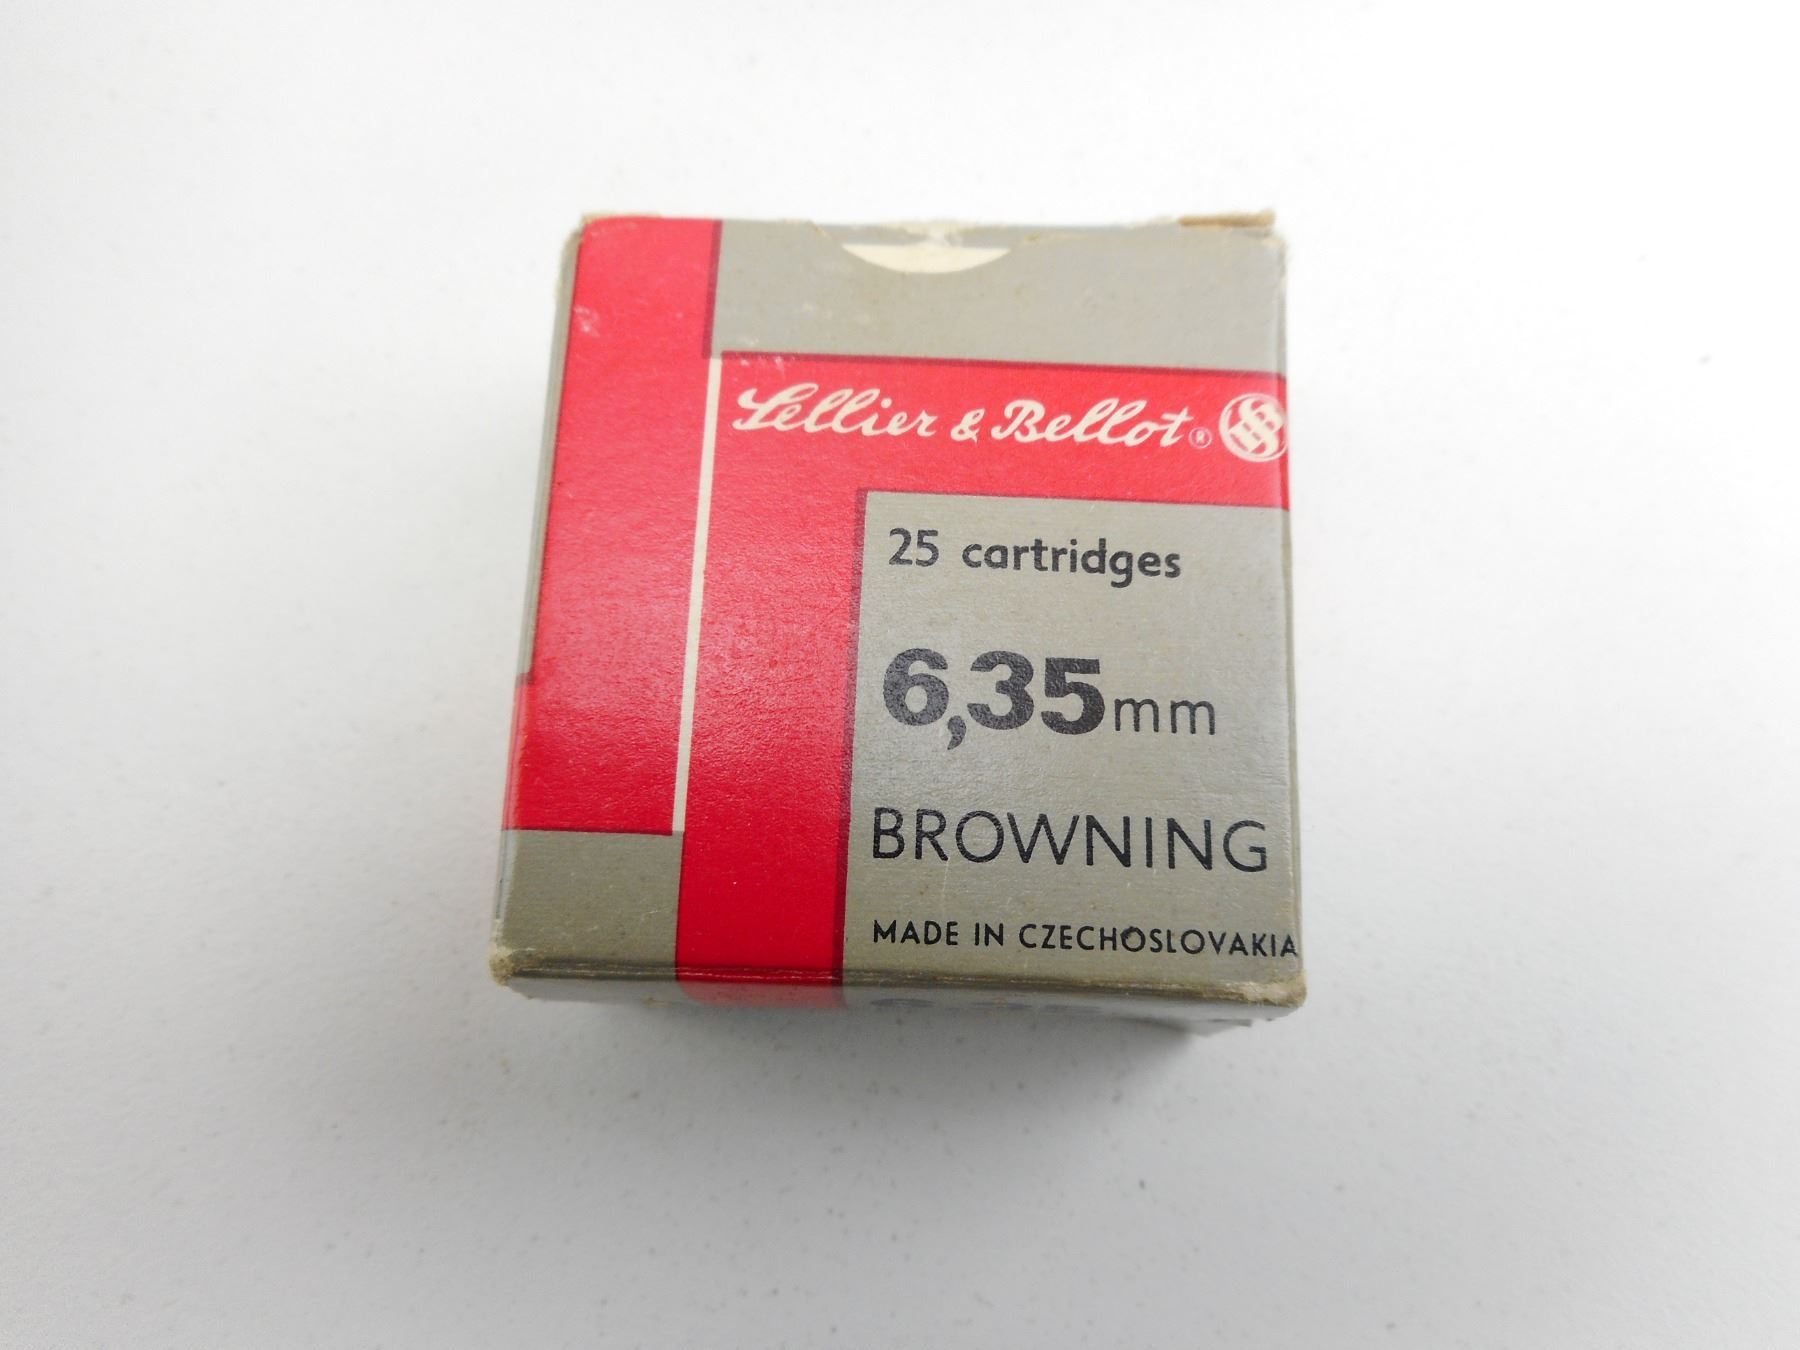 Sellier & Bellot ®
25 cartridges
6,35mm
BROWNING
MADE IN CZECHOSLOVAKIA